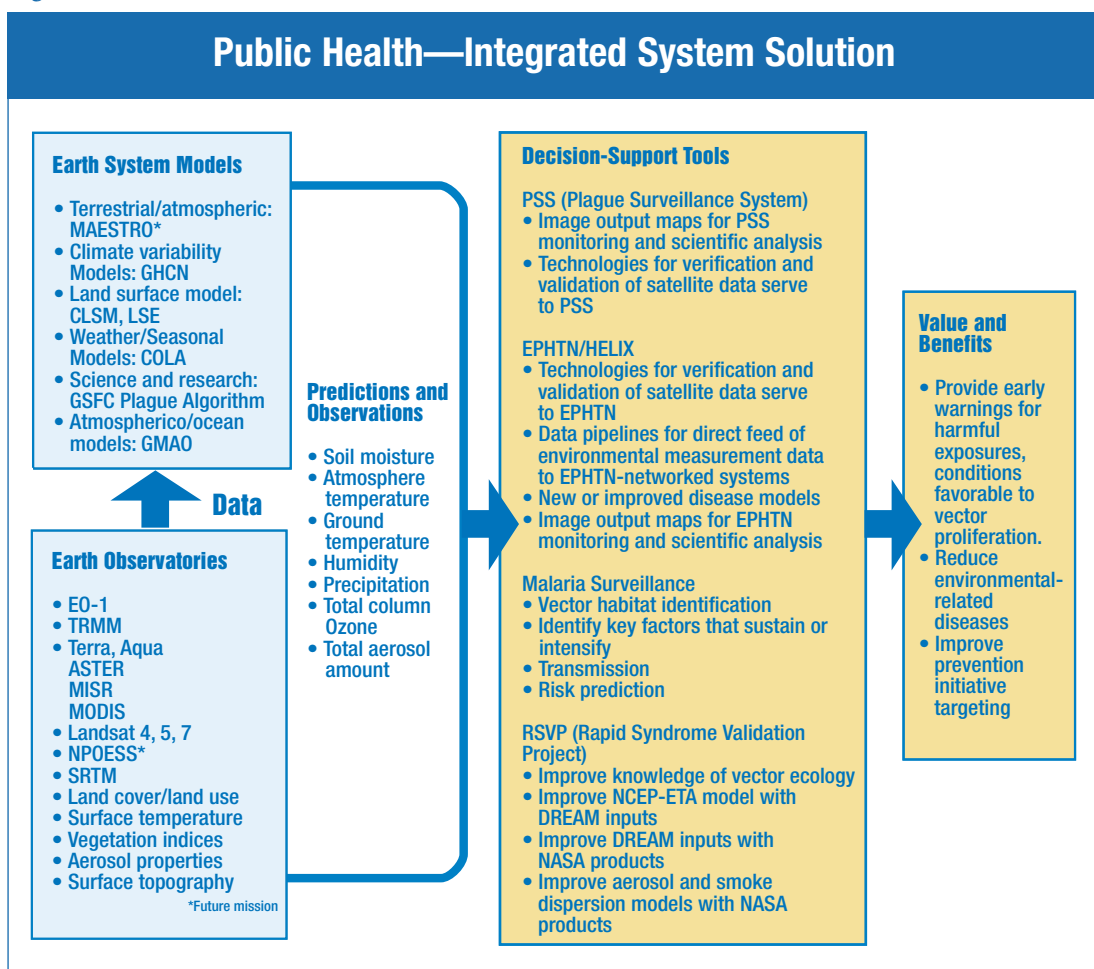 Public Health—Integrated System Solution
Earth System Models
• Terrestrial/atmospheric:
MAESTRO*
• Climate variability
Models: GHCN
• Land surface model:
CLSM, LSE
• Weather/Seasonal
Models: COLA
• Science and research:
GSFC Plague Algorithm
• Atmospherico/ocean
models: GMAO
Data
Earth Observatories
• EO-1
• TRMM
• Terra, Aqua
ASTER
MISR
MODIS
• Landsat 4, 5, 7
• NPOESS*
• SRTM
• Land cover/land use
• Surface temperature
• Vegetation indices
• Aerosol properties
• Surface topography
*Future mission
Predictions and
Observations
• Soil moisture
• Atmosphere
temperature
• Ground
temperature
• Humidity
• Precipitation
• Total column
Ozone
• Total aerosol
amount
Decision-Support Tools
PSS (Plague Surveillance System)
• Image output maps for PSS
monitoring and scientific analysis
• Technologies for verification and
validation of satellite data serve
to PSS
EPHTN/HELIX
• Technologies for verification and
validation of satellite data serve
to EPHTN
• Data pipelines for direct feed of
environmental measurement data
to EPHTN-networked systems
• New or improved disease models
• Image output maps for EPHTN
monitoring and scientific analysis
Malaria Surveillance
• Vector habitat identification
• Identify key factors that sustain or
intensify
• Transmission
• Risk prediction
RSVP (Rapid Syndrome Validation
Project)
• Improve knowledge of vector ecology
• Improve NCEP-ETA model with
DREAM inputs
• Improve DREAM inputs with
NASA products
• Improve aerosol and smoke
dispersion models with NASA
products
Value and
Benefits
• Provide early
warnings for
harmful
exposures,
conditions
favorable to
vector
proliferation.
• Reduce
environmental-
related
diseases
• Improve
prevention
initiative
targeting